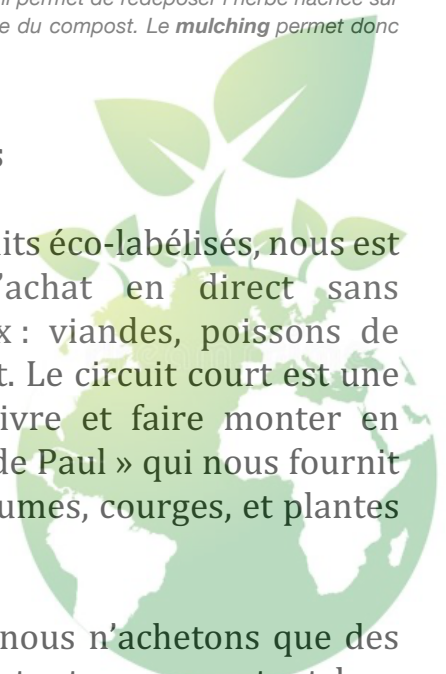 il permet de redéposer l'herbe hachée sur
e du compost. Le mulching permet donc
s
its éco-labélisés, nous est
'achat en direct sans
x : viandes, poissons de
t. Le circuit court est une
ivre et faire monter en
de Paul » qui nous fournit
umes, courges, et plantes
nous n'achetons que des